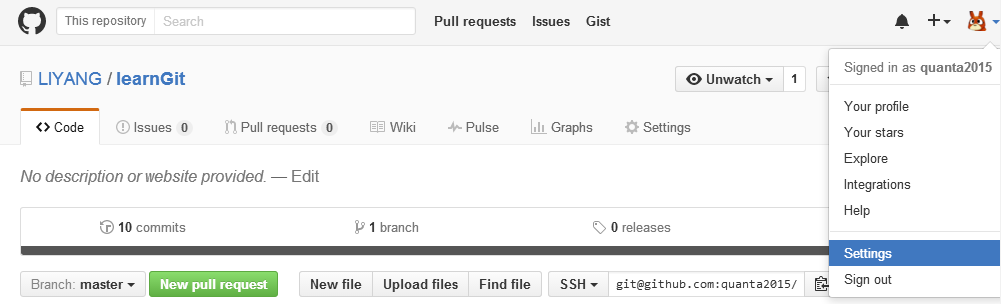 This repository Search Pull requests Issues Gist
Signed in as quanta2015
LIYANG / learnGit Unwatch 1
Your profile
Your stars
Explore
Integrations
Help
Settings
Sign out
Code Issues 0 Pull requests 0 Wiki Pulse Graphs Settings
No description or website provided. — Edit
10 commits 1 branch 0 releases
Branch: master New pull request New file Upload files Find file SSH git@github.com:quanta2015/